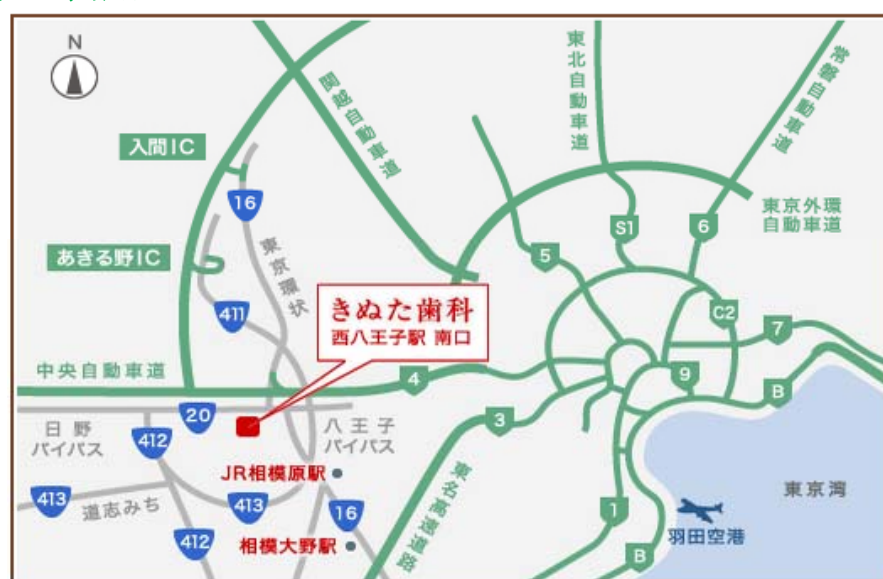 N
関越自動車道
東北自動車道
常磐自動車道
入間IC
16
東京環状
あきる野IC
411
5
S1
6
東京外環
自動車道
きぬた歯科
西八王子駅 南口
C2
7
中央自動車道
4
9
B
20
3
日野
バイパス
412
八王子
バイパス
JR相模原駅
413
道志みち
413
16
東名高速道路
1
東京湾
412
相模大野駅
羽田空港
B